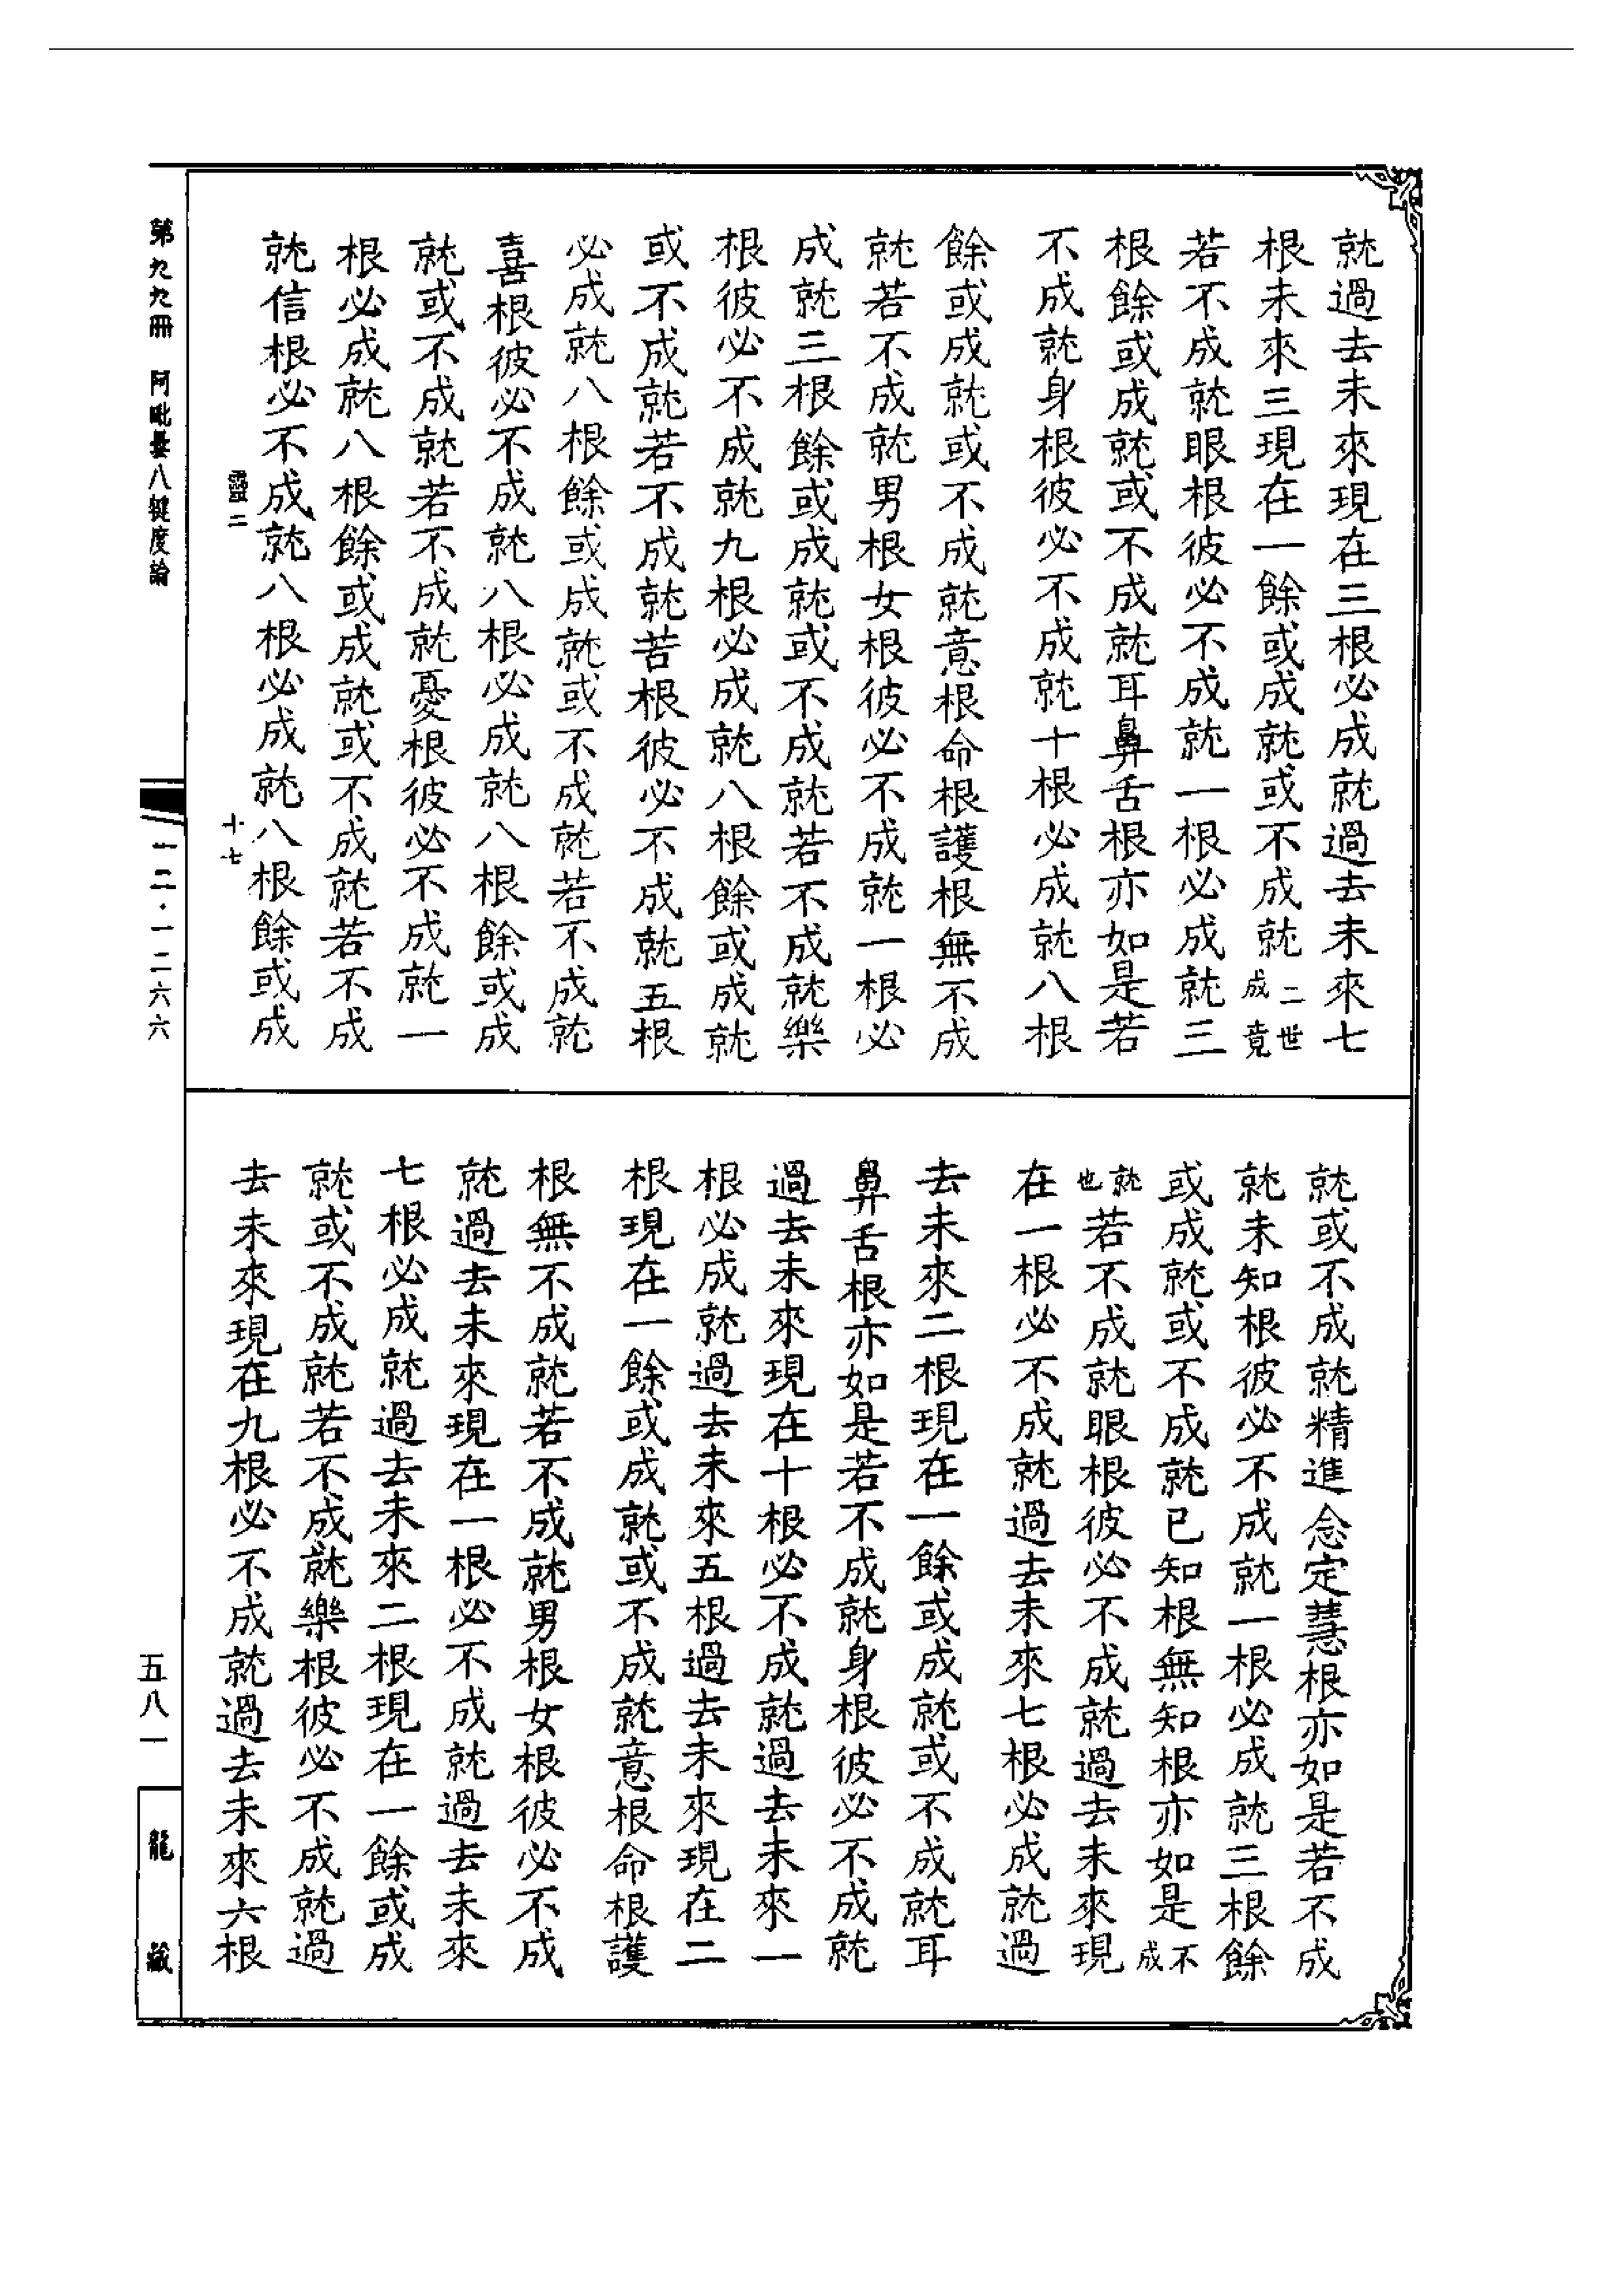 就過去未來現在三根必成就過去未來七
根未來三現在一餘或成就或不成就二世成竟
若不成就眼根彼必不成就一根必成就三
根餘或成就或不成就耳鼻舌根亦如是若
不成就身根彼必不成就十根必成就八根
餘或成就或不成就意根命根護根無不成
就若不成就男根女根彼必不成就一根必
成就三根餘或成就或不成就若不成就樂
根彼必不成就九根必成就八根餘或成就
或不成就若不成就苦根彼必不成就五根
必成就八根餘或成就或不成就若不成就
喜根彼必不成就八根必成就八根餘或成
就或不成就若不成就憂根彼必不成就一
根必成就八根餘或成就或不成就若不成
就信根必不成就八根必成就八根餘或成
靈二
十七
就或不成就精進念定慧根亦如是若不成
就未知根彼必不成就一根必成就三根餘
或成就或不成就已知根無知根亦如是不成
就世若不成就眼根彼必不成就過去未來現
在一根必不成就過去未來七根必成就過
去未來二根現在一餘或成就或不成就耳
鼻舌根亦如是若不成就身根彼必不成就
過去未來現在十根必不成就過去未來一
根必成就過去未來五根過去未來現在二
根現在一餘或成就或不成就意根命根護
根無不成就若不成就男根女根彼必不成
就過去未來現在一根必不成就過去未來
七根必成就過去未來二根現在一餘或成
就或不成就若不成就樂根彼必不成就過
去未來現在九根必不成就過去未來六根
第九九冊 阿毗曇八犍度論
一二·一二六六
五八一
龍藏